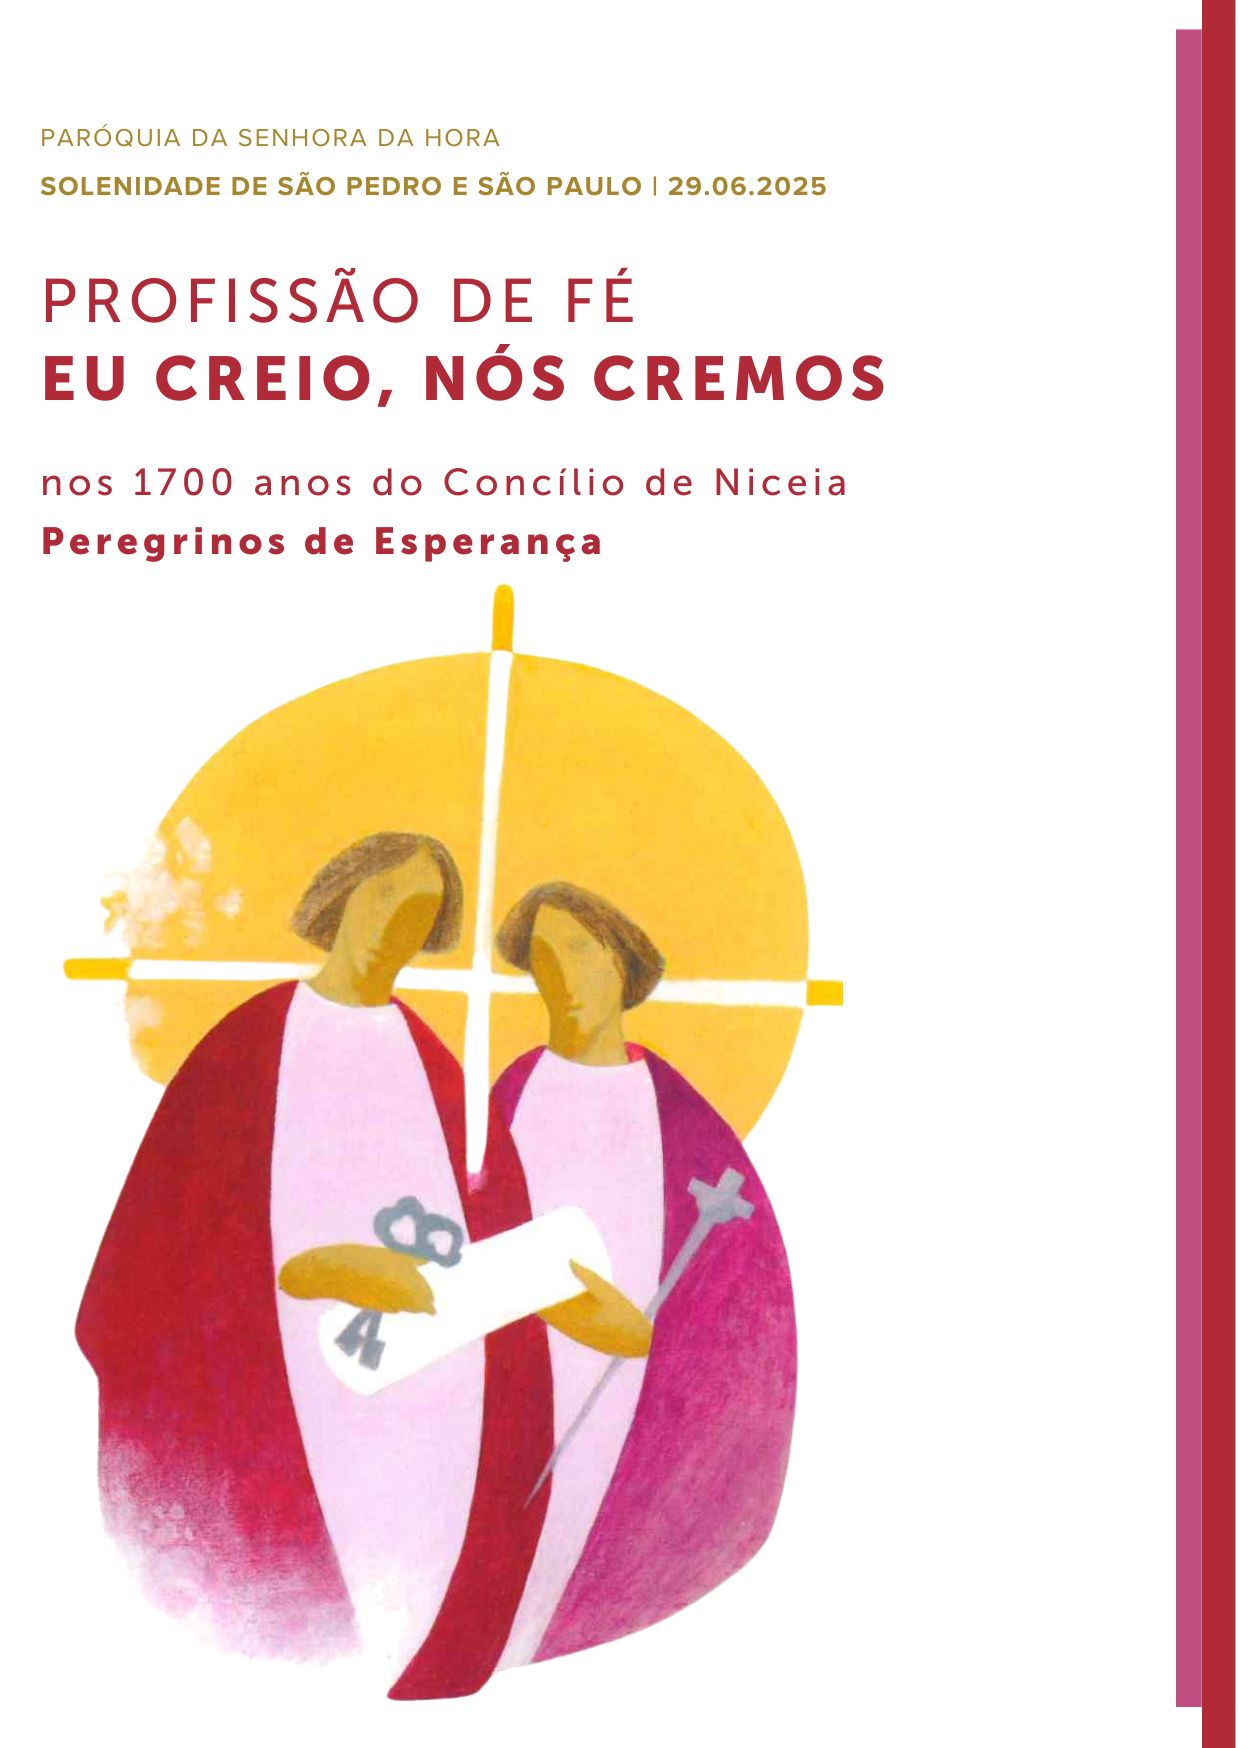 PARÓQUIA DA SENHORA DA HORA
SOLENIDADE DE SÃO PEDRO E SÃO PAULO | 29.06.2025
PROFISSÃO DE FÉ
EU CREIO, NÓS CREMOS
nos 1700 anos do Concílio de Niceia
Peregrinos de Esperança